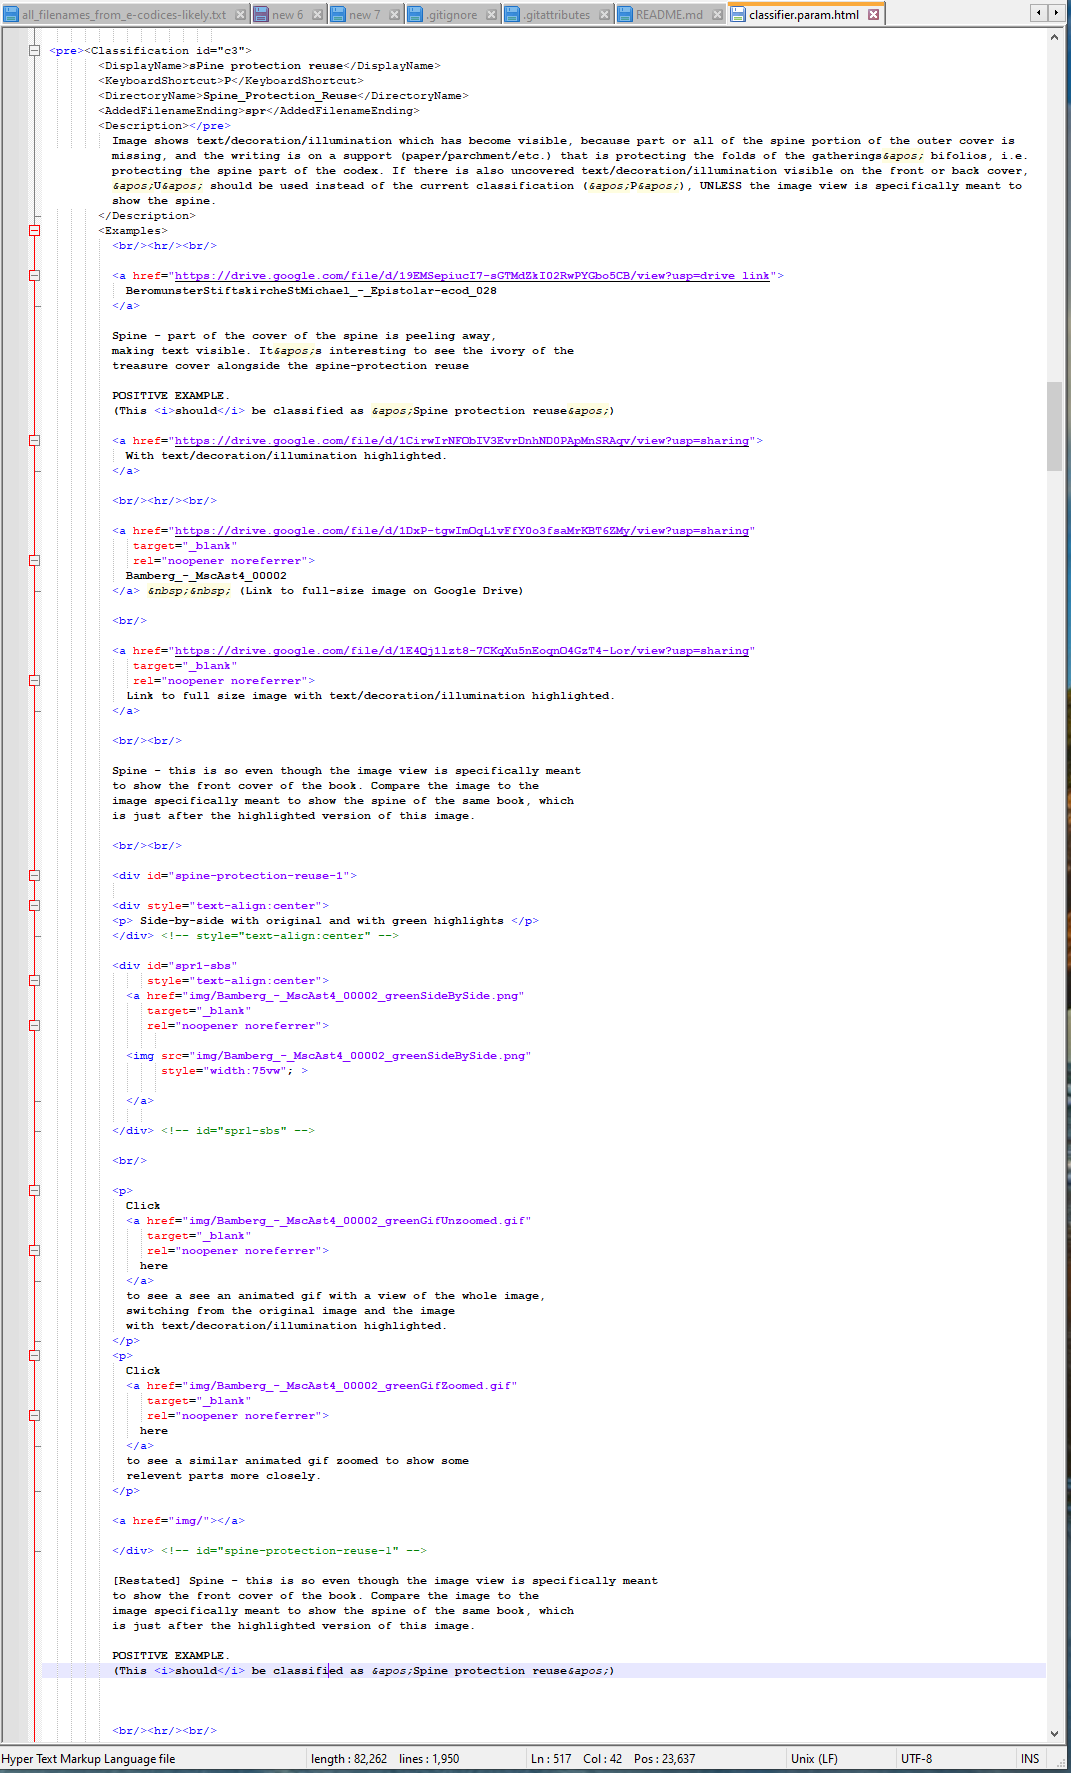 all_filenames_from_e-codices-likely.txt new 6 new 7 .gitignore .gitattributes README.md classifier.param.html
<pre><Classification id="c3">
<DisplayName>sPine protection reuse</DisplayName>
<KeyboardShortcut>P</KeyboardShortcut>
<DirectoryName>Spine_Protection_Reuse</DirectoryName>
<AddedFilenameEnding>spr</AddedFilenameEnding>
<Description></pre>
Image shows text/decoration/illumination which has become visible, because part or all of the spine portion of the outer cover is
missing, and the writing is on a support (paper/parchment/etc.) that is protecting the folds of the gatherings&apos; bifolios, i.e.
protecting the spine part of the codex. If there is also uncovered text/decoration/illumination visible on the front or back cover,
&apos;U&apos; should be used instead of the current classification (&apos;P&apos;), UNLESS the image view is specifically meant to
show the spine.
</Description>
<Examples>
<br/><hr/><br/>
<a href="https://drive.google.com/file/d/19EMSepiucI7-sGTMdZkI02RwPYGbo5CB/view?usp=drive_link">
BeromunsterStiftskircheStMichael_-_Epistolar-ecod_028
</a>
Spine - part of the cover of the spine is peeling away,
making text visible. It&apos;s interesting to see the ivory of the
treasure cover alongside the spine-protection reuse
POSITIVE EXAMPLE.
(This <i>should</i> be classified as &apos;Spine protection reuse&apos;)
<a href="https://drive.google.com/file/d/1CirwIrNFObIV3EvrDnhND0PApMnSRAqv/view?usp=sharing">
With text/decoration/illumination highlighted.
</a>
<br/><hr/><br/>
<a href="https://drive.google.com/file/d/1DxP-tgwImOqL1vFfY0o3fsaMrKBT6ZMy/view?usp=sharing"
target="_blank"
rel="noopener noreferrer">
Bamberg_-_MscAst4_00002
</a> &nbsp;&nbsp; (Link to full-size image on Google Drive)
<br/>
<a href="https://drive.google.com/file/d/1E4Qj1lzt8-7CKqXu5nEoqnO4GzT4-Lor/view?usp=sharing"
target="_blank"
rel="noopener noreferrer">
Link to full size image with text/decoration/illumination highlighted.
</a>
<br/><br/>
Spine - this is so even though the image view is specifically meant
to show the front cover of the book. Compare the image to the
image specifically meant to show the spine of the same book, which
is just after the highlighted version of this image.
<br/><br/>
<div id="spine-protection-reuse-1">
<div style="text-align:center">
<p> Side-by-side with original and with green highlights </p>
</div> <!-- style="text-align:center" -->
<div id="spr1-sbs"
style="text-align:center">
<a href="img/Bamberg_-_MscAst4_00002_greenSideBySide.png"
target="_blank"
rel="noopener noreferrer">
<img src="img/Bamberg_-_MscAst4_00002_greenSideBySide.png"
style="width:75vw"; >
</a>
</div> <!-- id="spr1-sbs" -->
<br/>
<p>
Click
<a href="img/Bamberg_-_MscAst4_00002_greenGifUnzoomed.gif"
target="_blank"
rel="noopener noreferrer">
here
</a>
to see a see an animated gif with a view of the whole image,
switching from the original image and the image
with text/decoration/illumination highlighted.
</p>
<p>
Click
<a href="img/Bamberg_-_MscAst4_00002_greenGifZoomed.gif"
target="_blank"
rel="noopener noreferrer">
here
</a>
to see a similar animated gif zoomed to show some
relevent parts more closely.
</p>
<a href="img/"></a>
</div> <!-- id="spine-protection-reuse-1" -->
[Restated] Spine - this is so even though the image view is specifically meant
to show the front cover of the book. Compare the image to the
image specifically meant to show the spine of the same book, which
is just after the highlighted version of this image.
POSITIVE EXAMPLE.
(This <i>should</i> be classified as &apos;Spine protection reuse&apos;)
<br/><hr/><br/>
Hyper Text Markup Language file length : 82,262 lines : 1,950 Ln : 517 Col : 42 Pos : 23,637 Unix (LF) UTF-8 INS